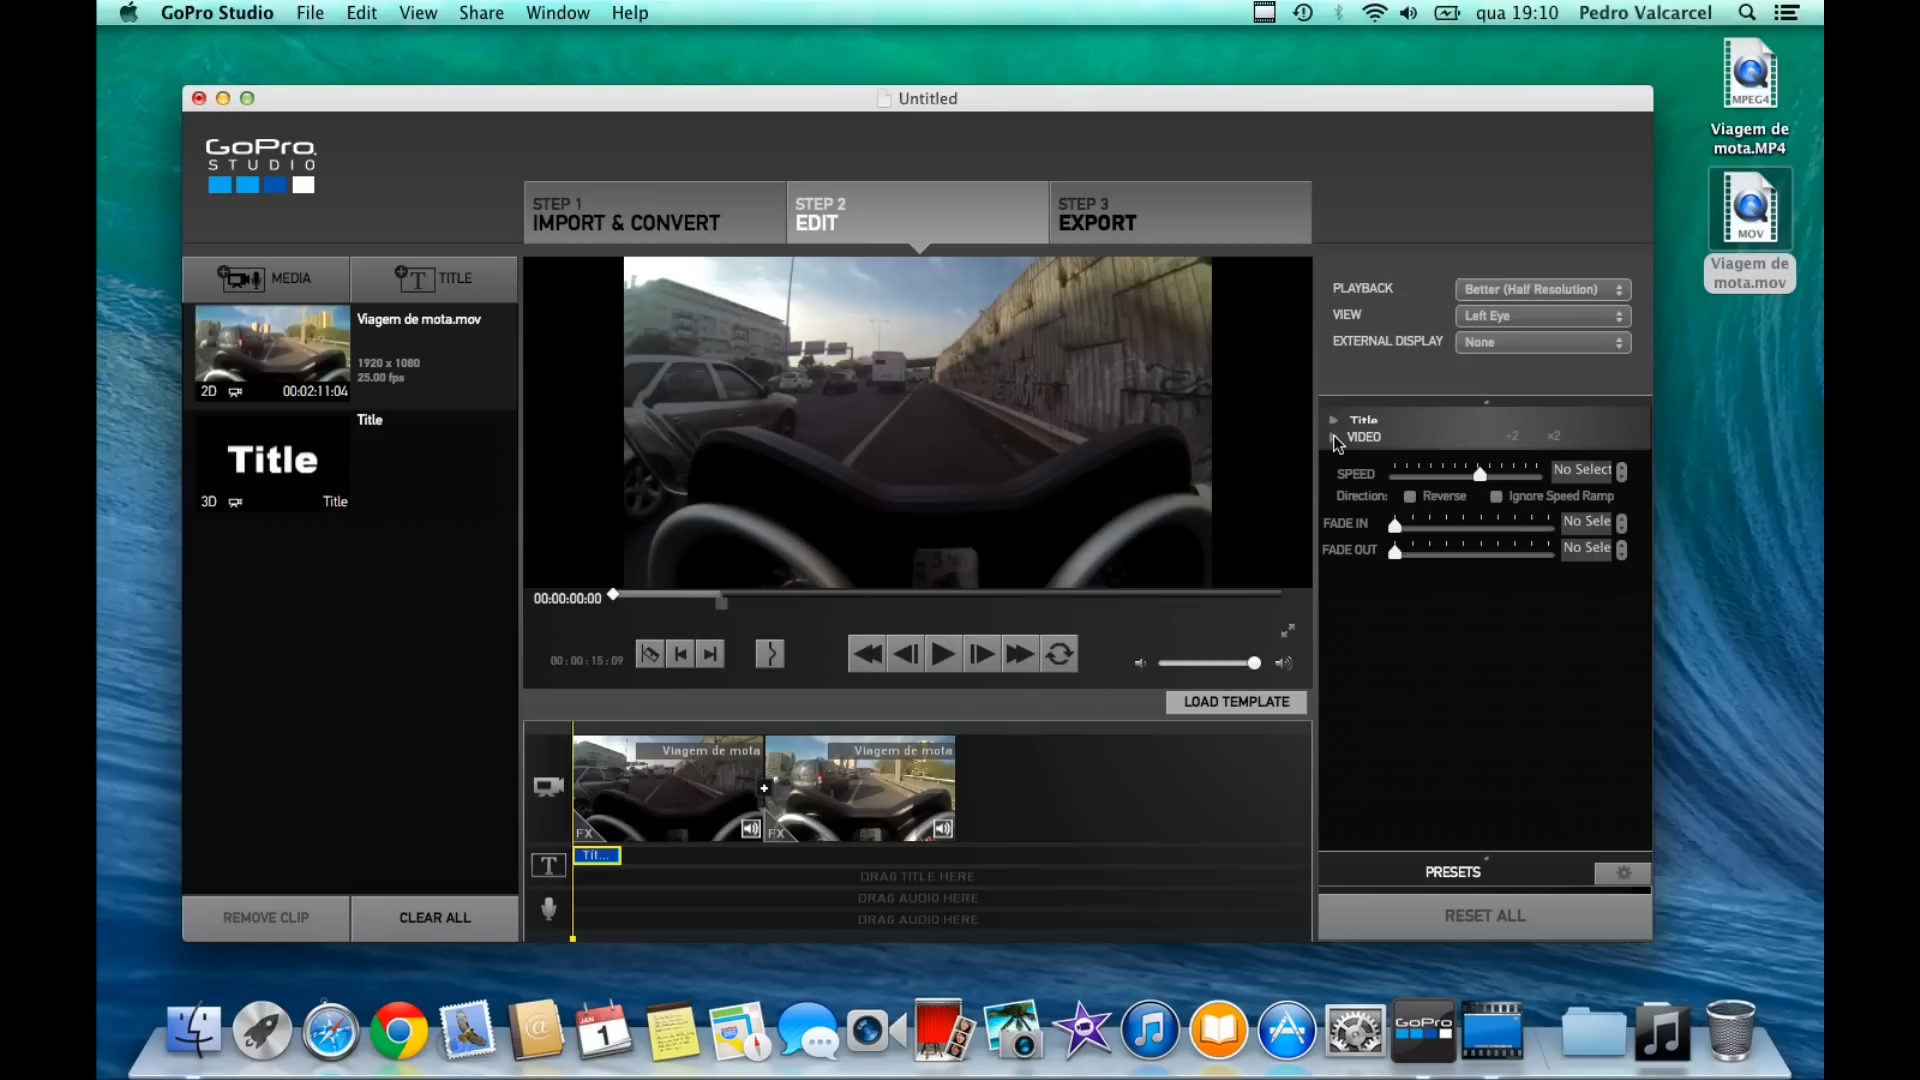 GoPro Studio File Edit View Share Window Help
qua 19:10 Pedro Valcarcel
Untitled
MPEG4
Viagem de
mota.MP4
MOV
Viagem de
mota.mov
GoPro
STUDIO
STEP 1
IMPORT & CONVERT
STEP 2
EDIT
STEP 3
EXPORT
MEDIA
T TITLE
Viagem de mota.mov
1920 x 1080
25.00 fps
2D 00:02:11:04
Title
Title
3D Title
PLAYBACK Better (Half Resolution)
VIEW Left Eye
EXTERNAL DISPLAY None
Title
VIDEO ÷2 ×2
SPEED No Select
Direction: Reverse Ignore Speed Ramp
FADE IN No Sele
FADE OUT No Sele
00:00:00:00
00:00:15:09
LOAD TEMPLATE
Viagem de mota
Viagem de mota
FX
FX
T
Tit...
DRAG TITLE HERE
DRAG AUDIO HERE
DRAG AUDIO HERE
REMOVE CLIP
CLEAR ALL
PRESETS
RESET ALL
JAN
1
GoPro